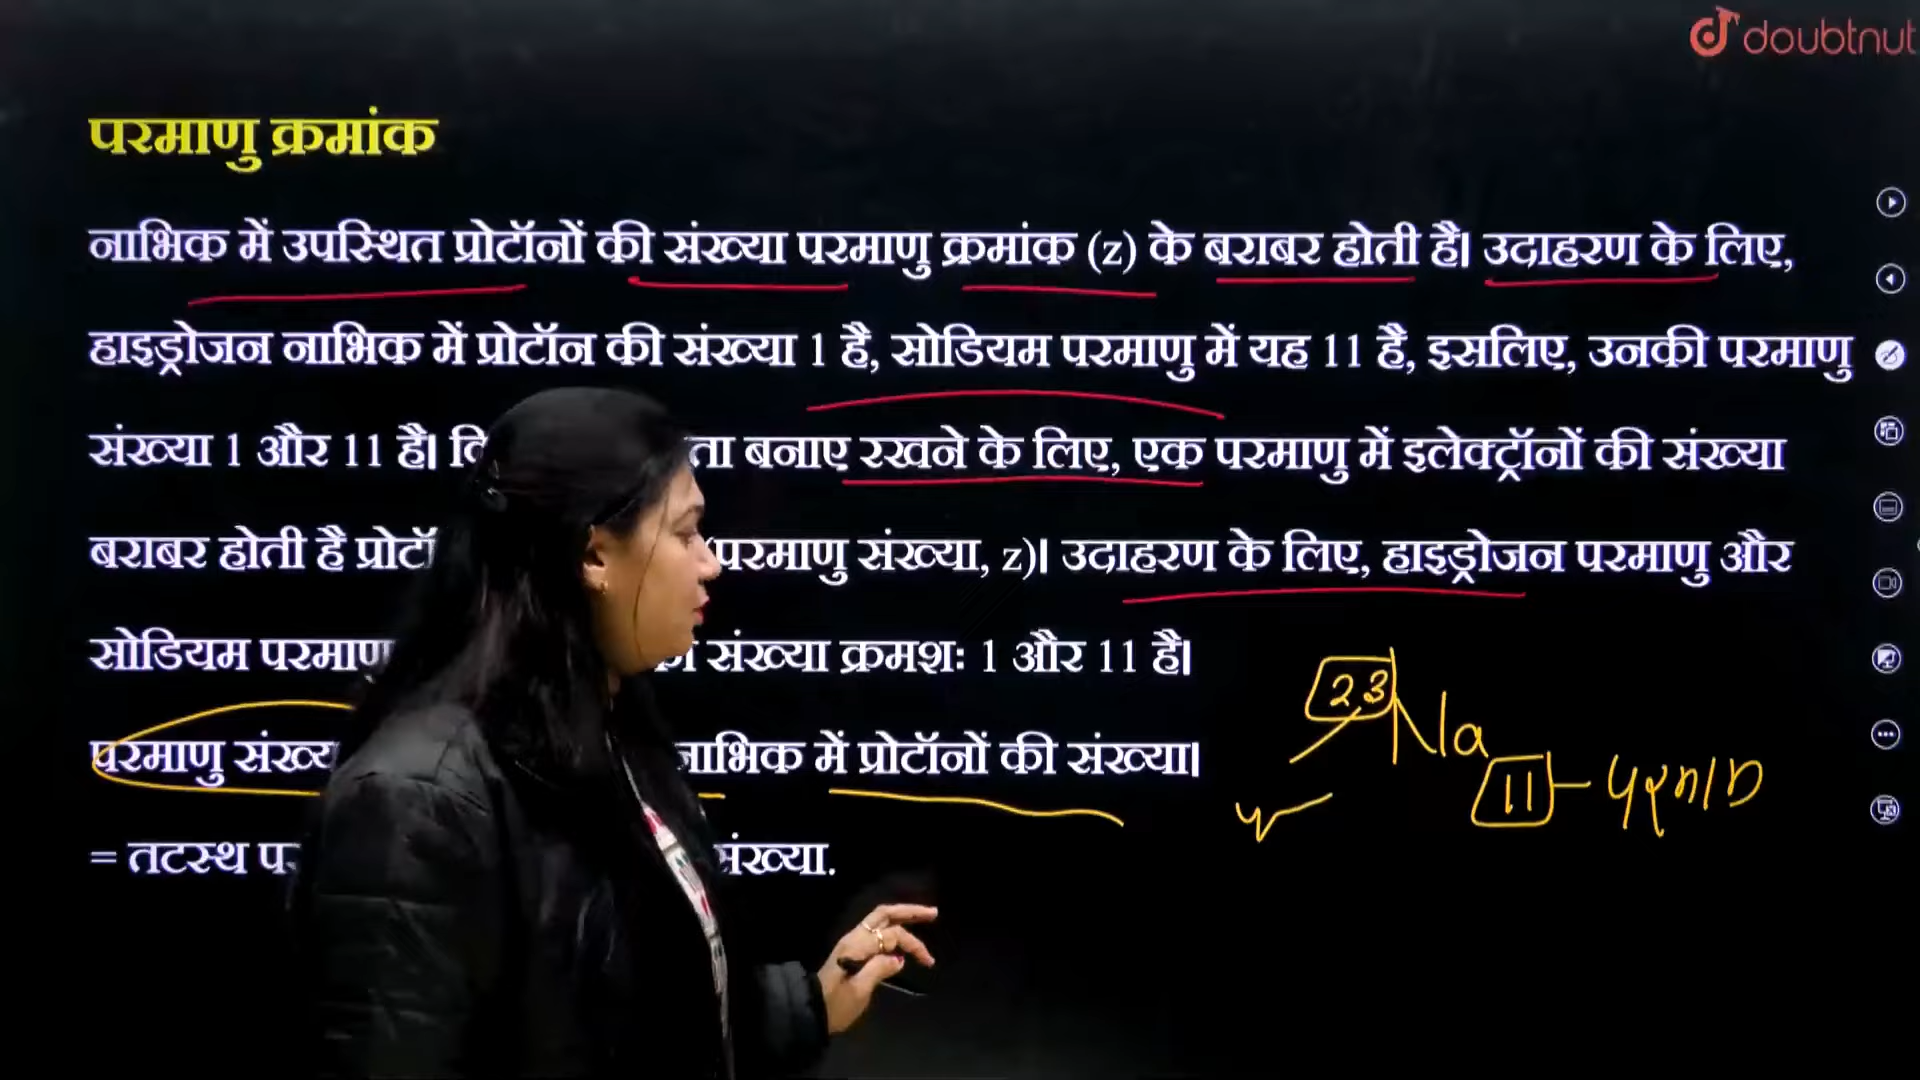 doubtnut
परमाणु क्रमांक
नाभिक में उपस्थित प्रोटॉनों की संख्या परमाणु क्रमांक (z) के बराबर होती है। उदाहरण के लिए,
हाइड्रोजन नाभिक में प्रोटॉन की संख्या 1 है, सोडियम परमाणु में यह 11 है, इसलिए, उनकी परमाणु
संख्या 1 और 11 है। बनाए रखने के लिए, एक परमाणु में इलेक्ट्रॉनों की संख्या
बराबर होती है (परमाणु संख्या, z)। उदाहरण के लिए, हाइड्रोजन परमाणु और
सोडियम संख्या क्रमशः 1 और 11 है।
परमाणु में प्रोटॉनों की संख्या।
= तटस्थ संख्या.
23
Na
11